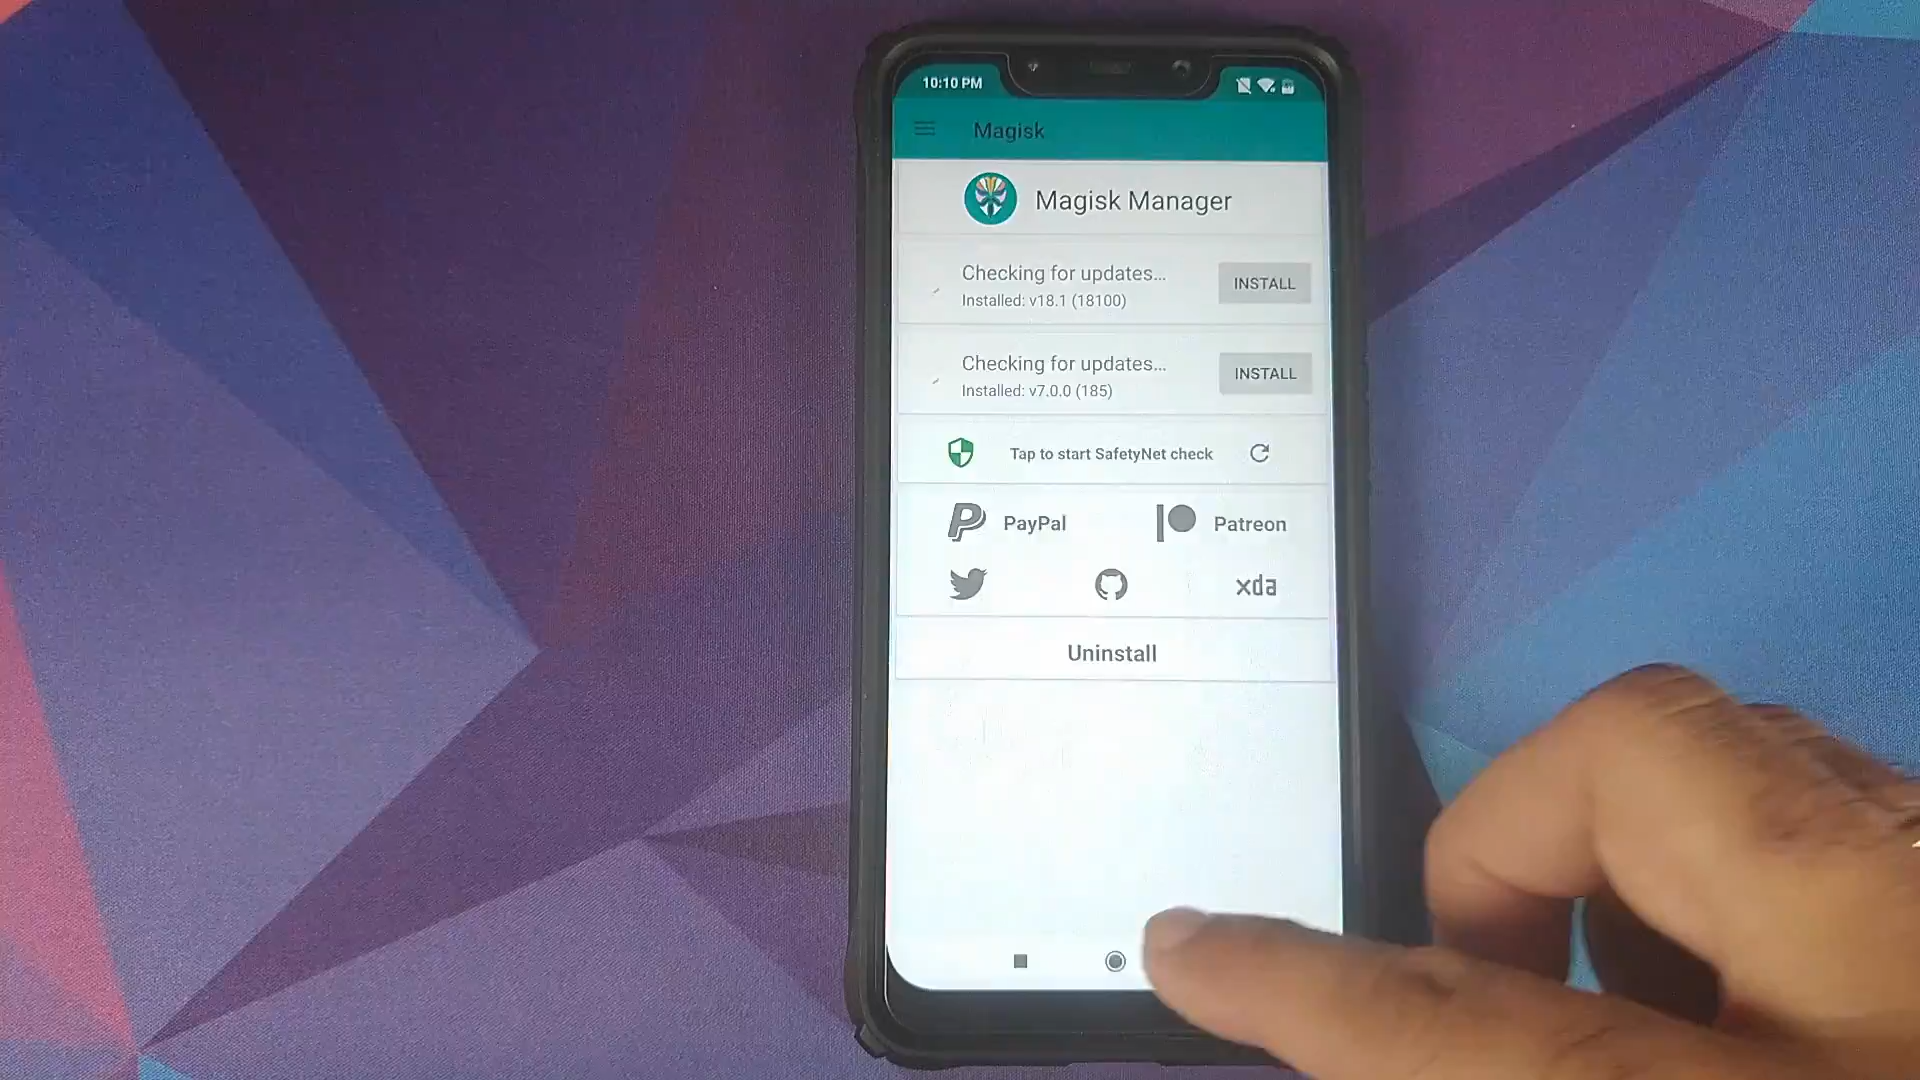 10:10 PM
Magisk
Magisk Manager
Checking for updates...
Installed: v18.1 (18100)
INSTALL
Checking for updates...
Installed: v7.0.0 (185)
INSTALL
Tap to start SafetyNet check
PayPal
Patreon
xda
Uninstall